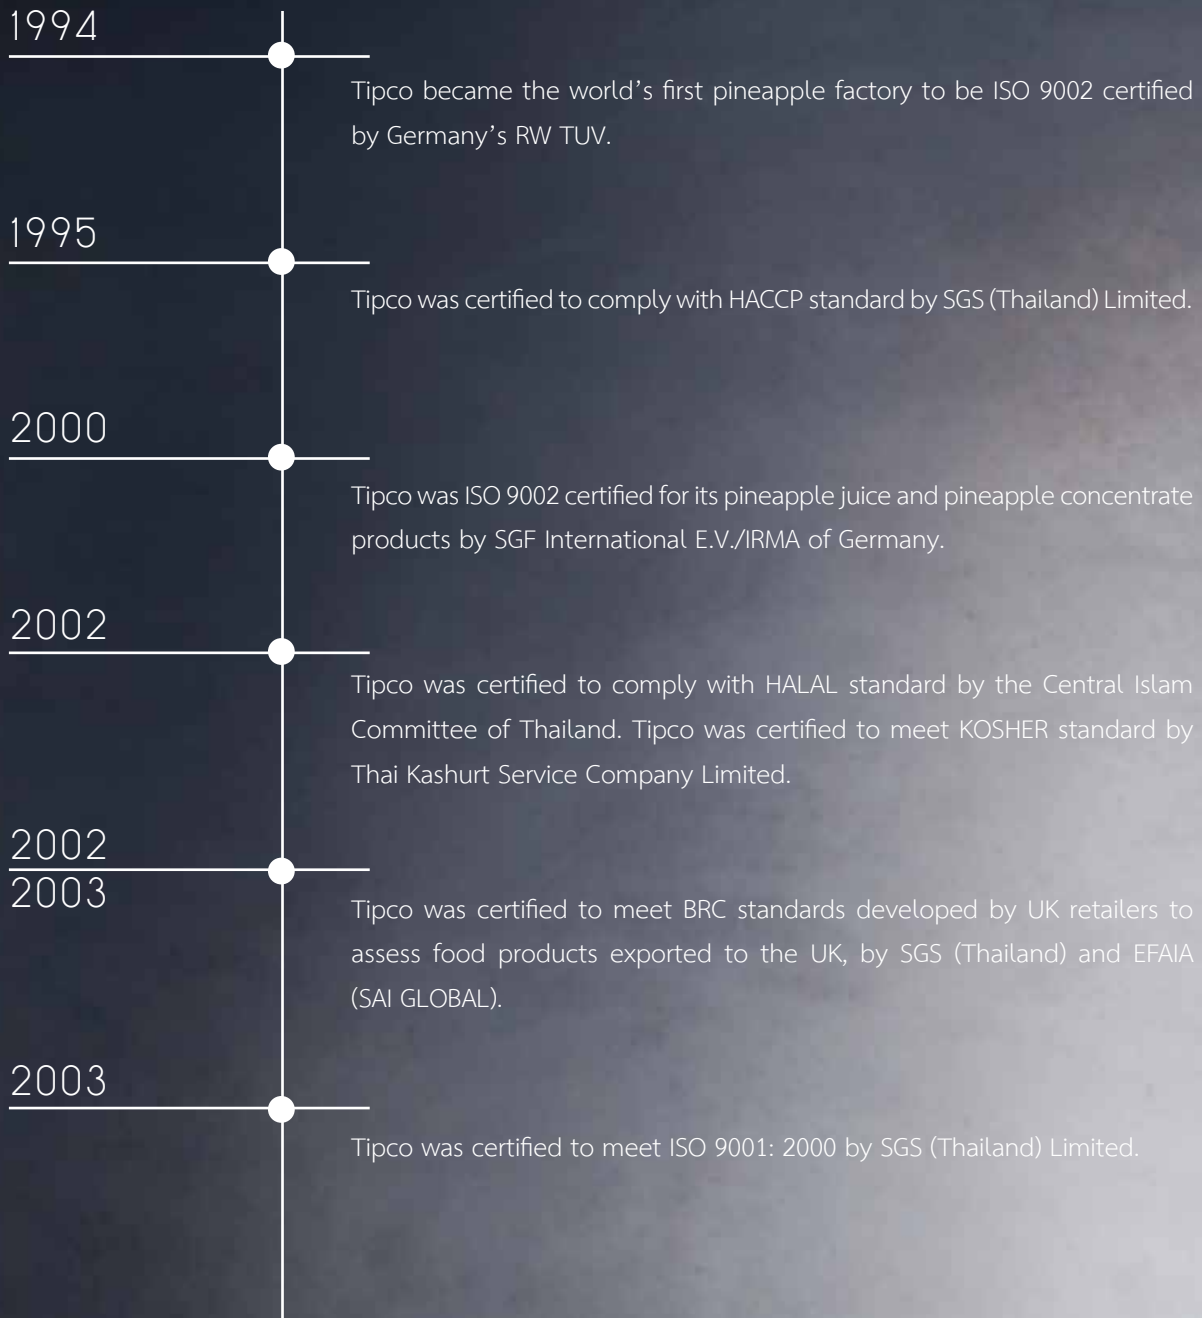 1994
Tipco became the world’s first pineapple factory to be ISO 9002 certified
by Germany’s RW TUV.
1995
Tipco was certified to comply with HACCP standard by SGS (Thailand) Limited.
2000
Tipco was ISO 9002 certified for its pineapple juice and pineapple concentrate
products by SGF International E.V./IRMA of Germany.
2002
Tipco was certified to comply with HALAL standard by the Central Islam
Committee of Thailand. Tipco was certified to meet KOSHER standard by
Thai Kashurt Service Company Limited.
2002
2003
Tipco was certified to meet BRC standards developed by UK retailers to
assess food products exported to the UK, by SGS (Thailand) and EFAIA
(SAI GLOBAL).
2003
Tipco was certified to meet ISO 9001: 2000 by SGS (Thailand) Limited.